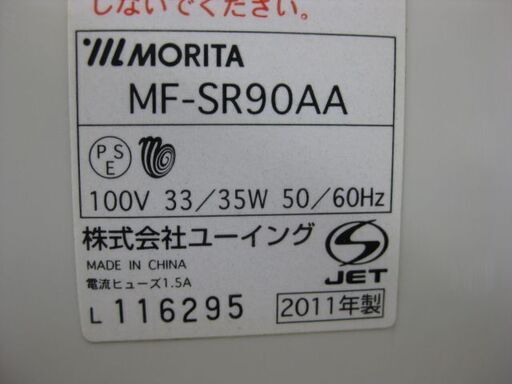 しないでください。
MORITA
MF-SR90AA
PSE
100V 33/35W 50/60Hz
株式会社ユーイング
JET
MADE IN CHINA
電流ヒューズ1.5A
L 116295
2011年製